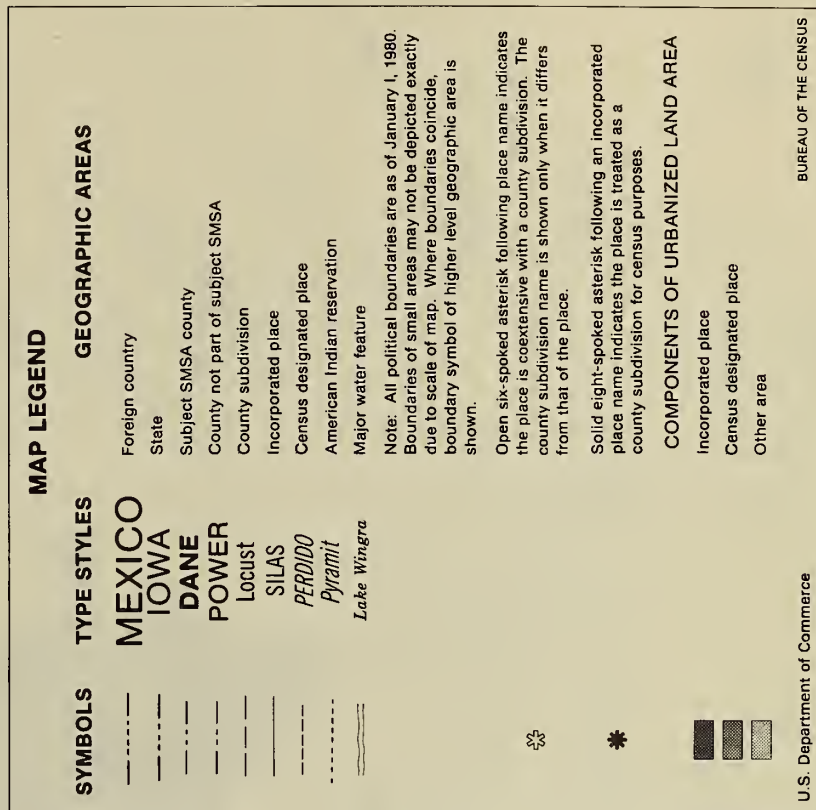 MAP LEGEND
SYMBOLS TYPE STYLES GEOGRAPHIC AREAS
MEXICO Foreign country
IOWA State
DANE Subject SMSA county
POWER County not part of subject SMSA
Locust County subdivision
SILAS Incorporated place
PERDIDO Census designated place
Pyramit American Indian reservation
Lake Wingra Major water feature
Note: All political boundaries are as of January 1, 1980.
Boundaries of small areas may not be depicted exactly
due to scale of map. Where boundaries coincide,
boundary symbol of higher level geographic area is
shown.
Open six-spoked asterisk following place name indicates
the place is coextensive with a county subdivision. The
county subdivision name is shown only when it differs
from that of the place.
Solid eight-spoked asterisk following an incorporated
place name indicates the place is treated as a
county subdivision for census purposes.
COMPONENTS OF URBANIZED LAND AREA
Incorporated place
Census designated place
Other area
U.S. Department of Commerce BUREAU OF THE CENSUS